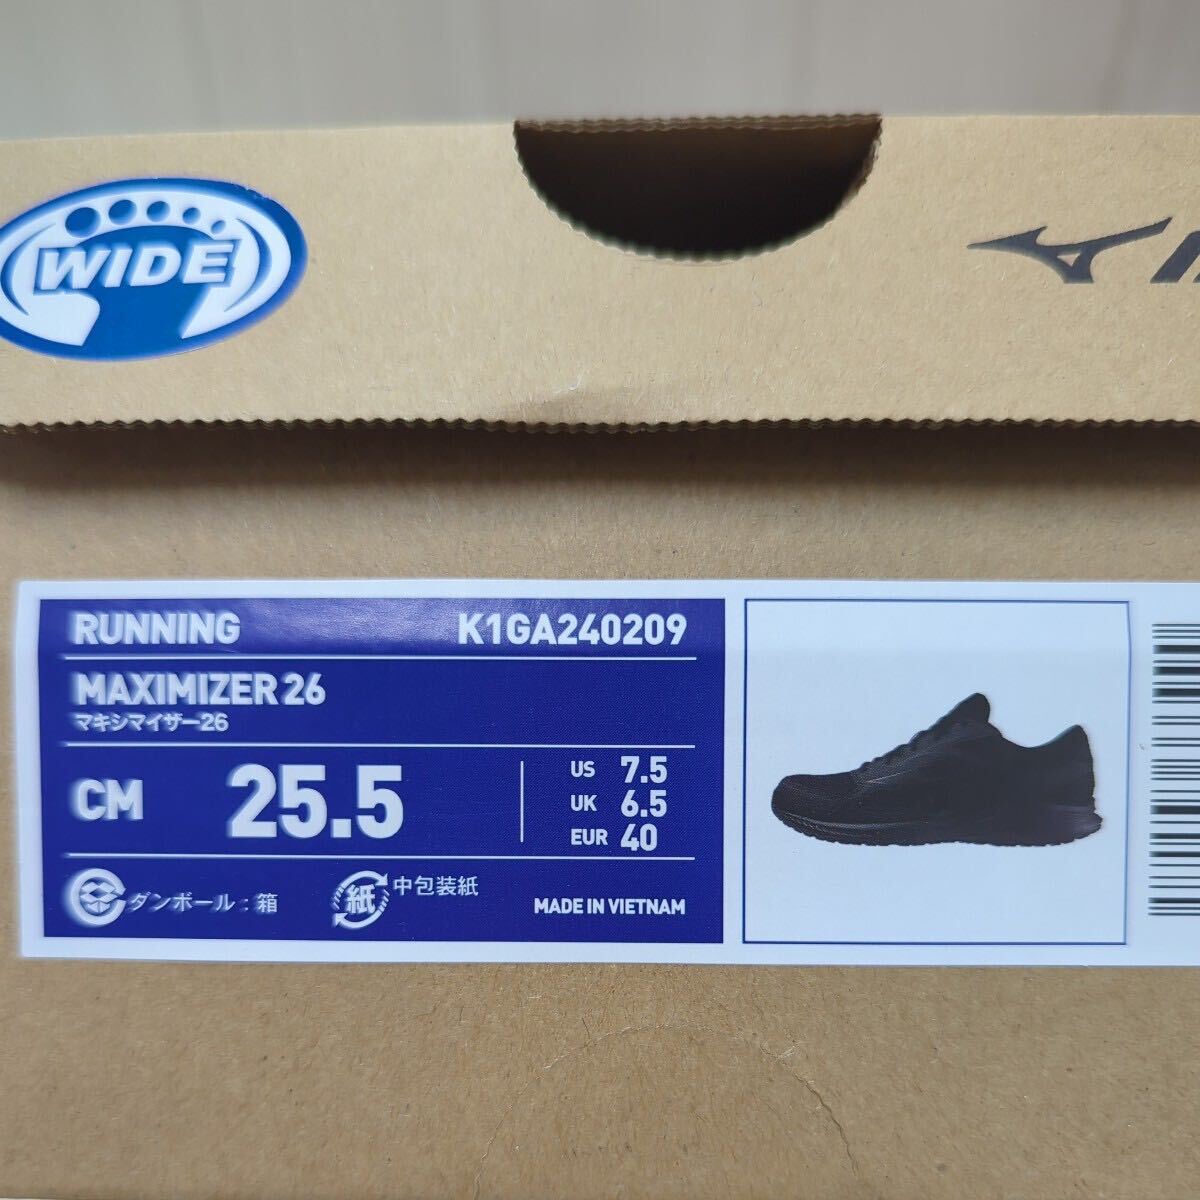 WIDE
RUNNING K1GA240209
MAXIMIZER 26
マキシマイザー26
CM 25.5
US 7.5
UK 6.5
EUR 40
ダンボール：箱
紙 中包装紙
MADE IN VIETNAM